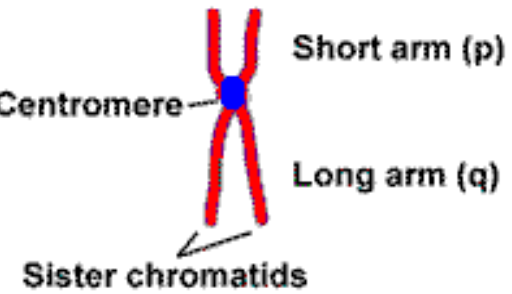 Short arm (p)
Centromere
Long arm (q)
Sister chromatids